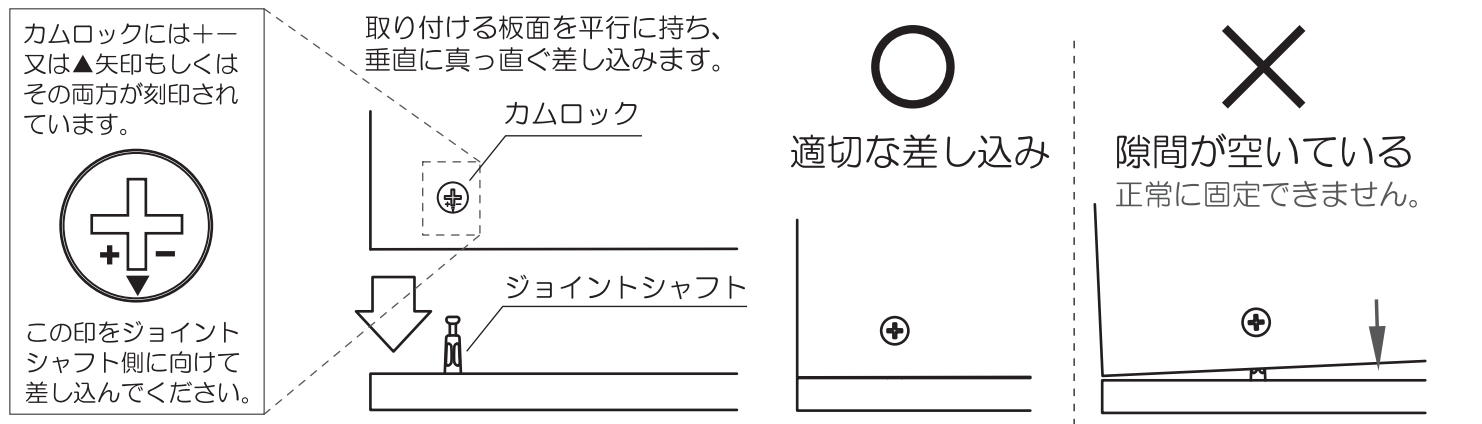 カムロックには＋－
又は▲矢印もしくは
その両方が刻印され
ています。
＋ －
この印をジョイント
シャフト側に向けて
差し込んでください。
取り付ける板面を平行に持ち、
垂直に真っ直ぐ差し込みます。
カムロック
ジョイントシャフト
適切な差し込み
隙間が空いている
正常に固定できません。